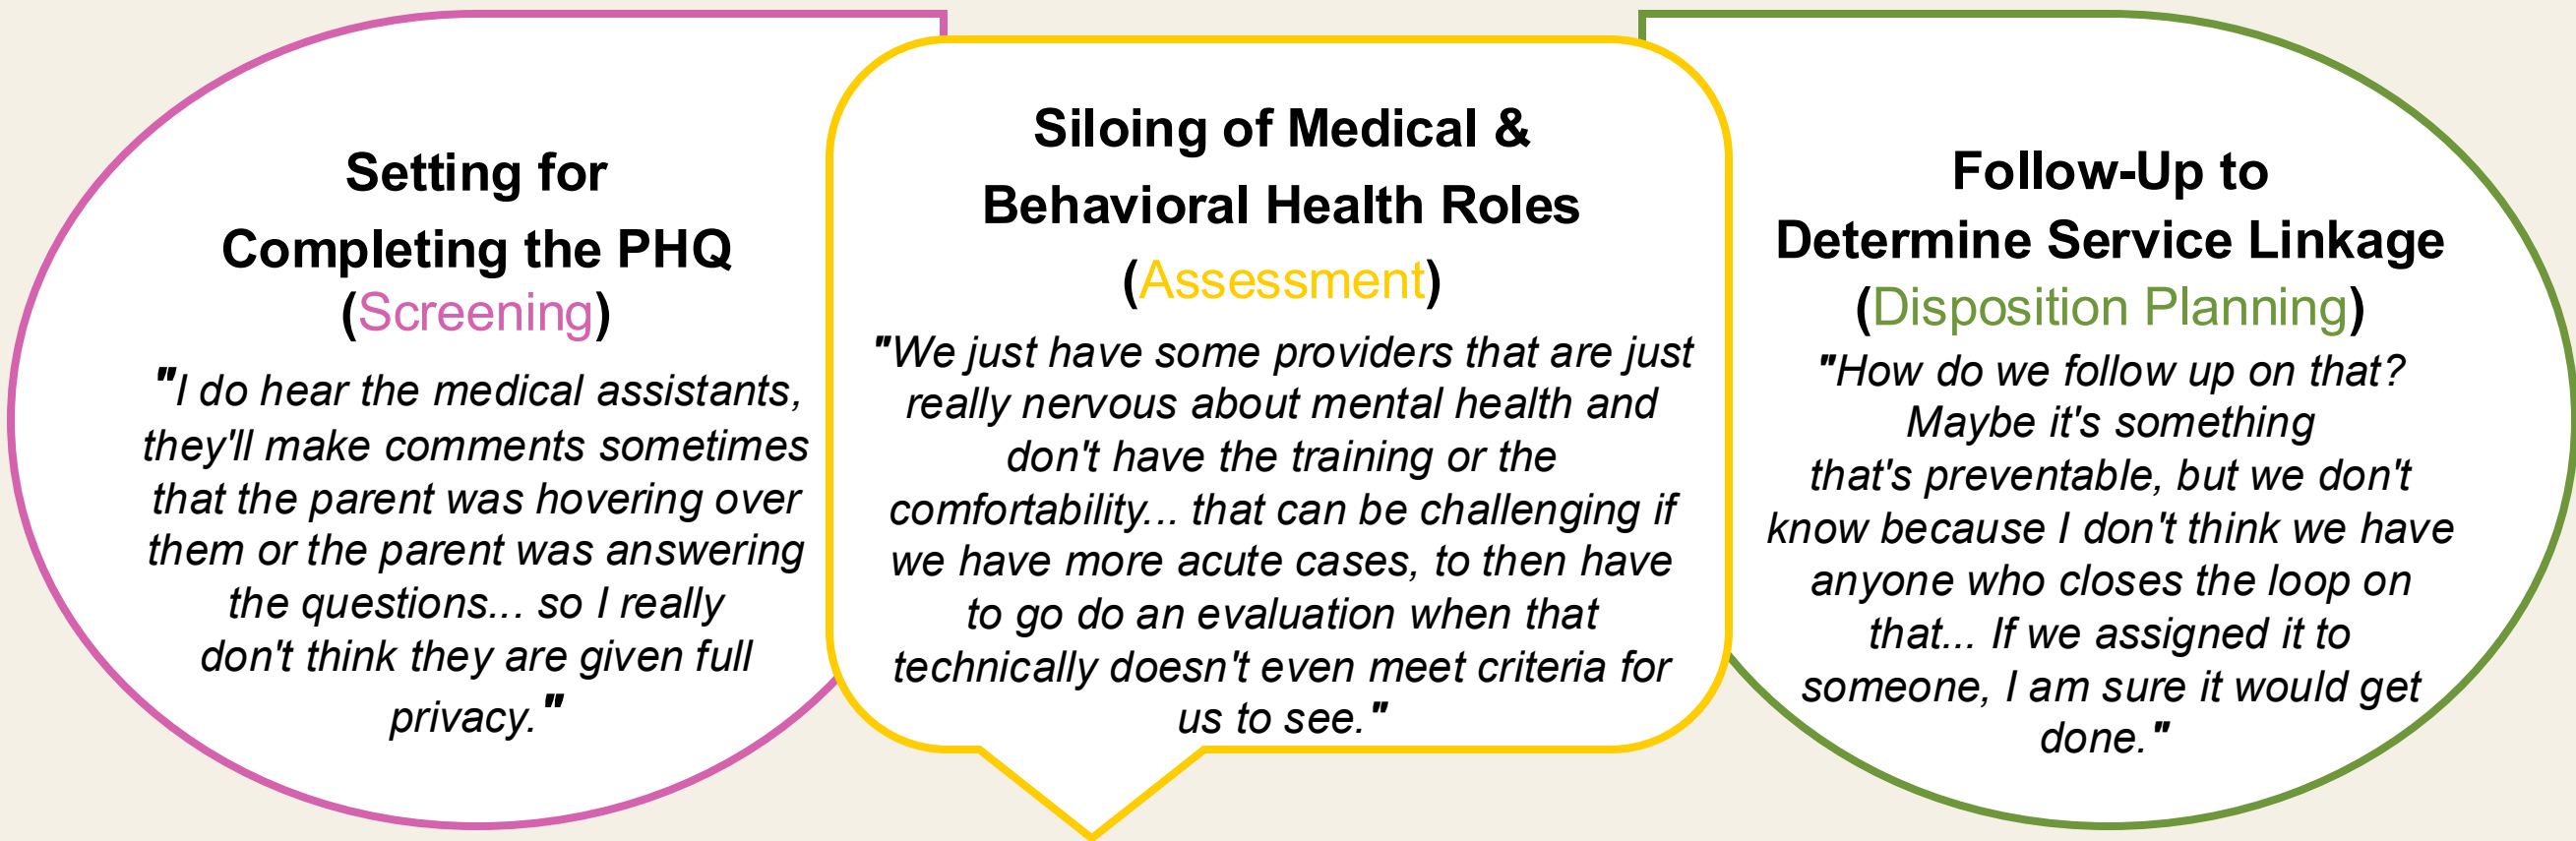 Setting for
Completing the PHQ
(Screening)
"I do hear the medical assistants,
they'll make comments sometimes
that the parent was hovering over
them or the parent was answering
the questions... so I really
don't think they are given full
privacy."
Siloing of Medical &
Behavioral Health Roles
(Assessment)
"We just have some providers that are just
really nervous about mental health and
don't have the training or the
comfortability... that can be challenging if
we have more acute cases, to then have
to go do an evaluation when that
technically doesn't even meet criteria for
us to see."
Follow-Up to
Determine Service Linkage
(Disposition Planning)
"How do we follow up on that?
Maybe it's something
that's preventable, but we don't
know because I don't think we have
anyone who closes the loop on
that... If we assigned it to
someone, I am sure it would get
done."